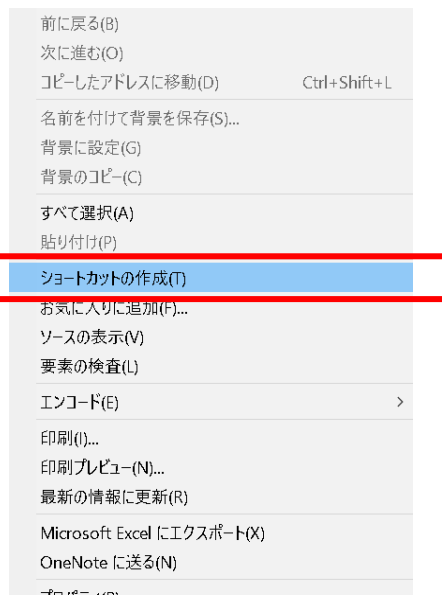 前に戻る(B)
次に進む(O)
コピーしたアドレスに移動(D) Ctrl+Shift+L
名前を付けて背景を保存(S)...
背景に設定(G)
背景のコピー(C)
すべて選択(A)
貼り付け(P)
ショートカットの作成(T)
お気に入りに追加(F)...
ソースの表示(V)
要素の検査(L)
エンコード(E)
印刷(I)...
印刷プレビュー(N)...
最新の情報に更新(R)
Microsoft Excel にエクスポート(X)
OneNote に送る(N)